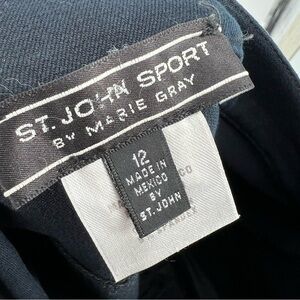 ST. JOHN SPORT
BY MARIE GRAY
12
MADE IN
MEXICO
BY
ST. JOHN